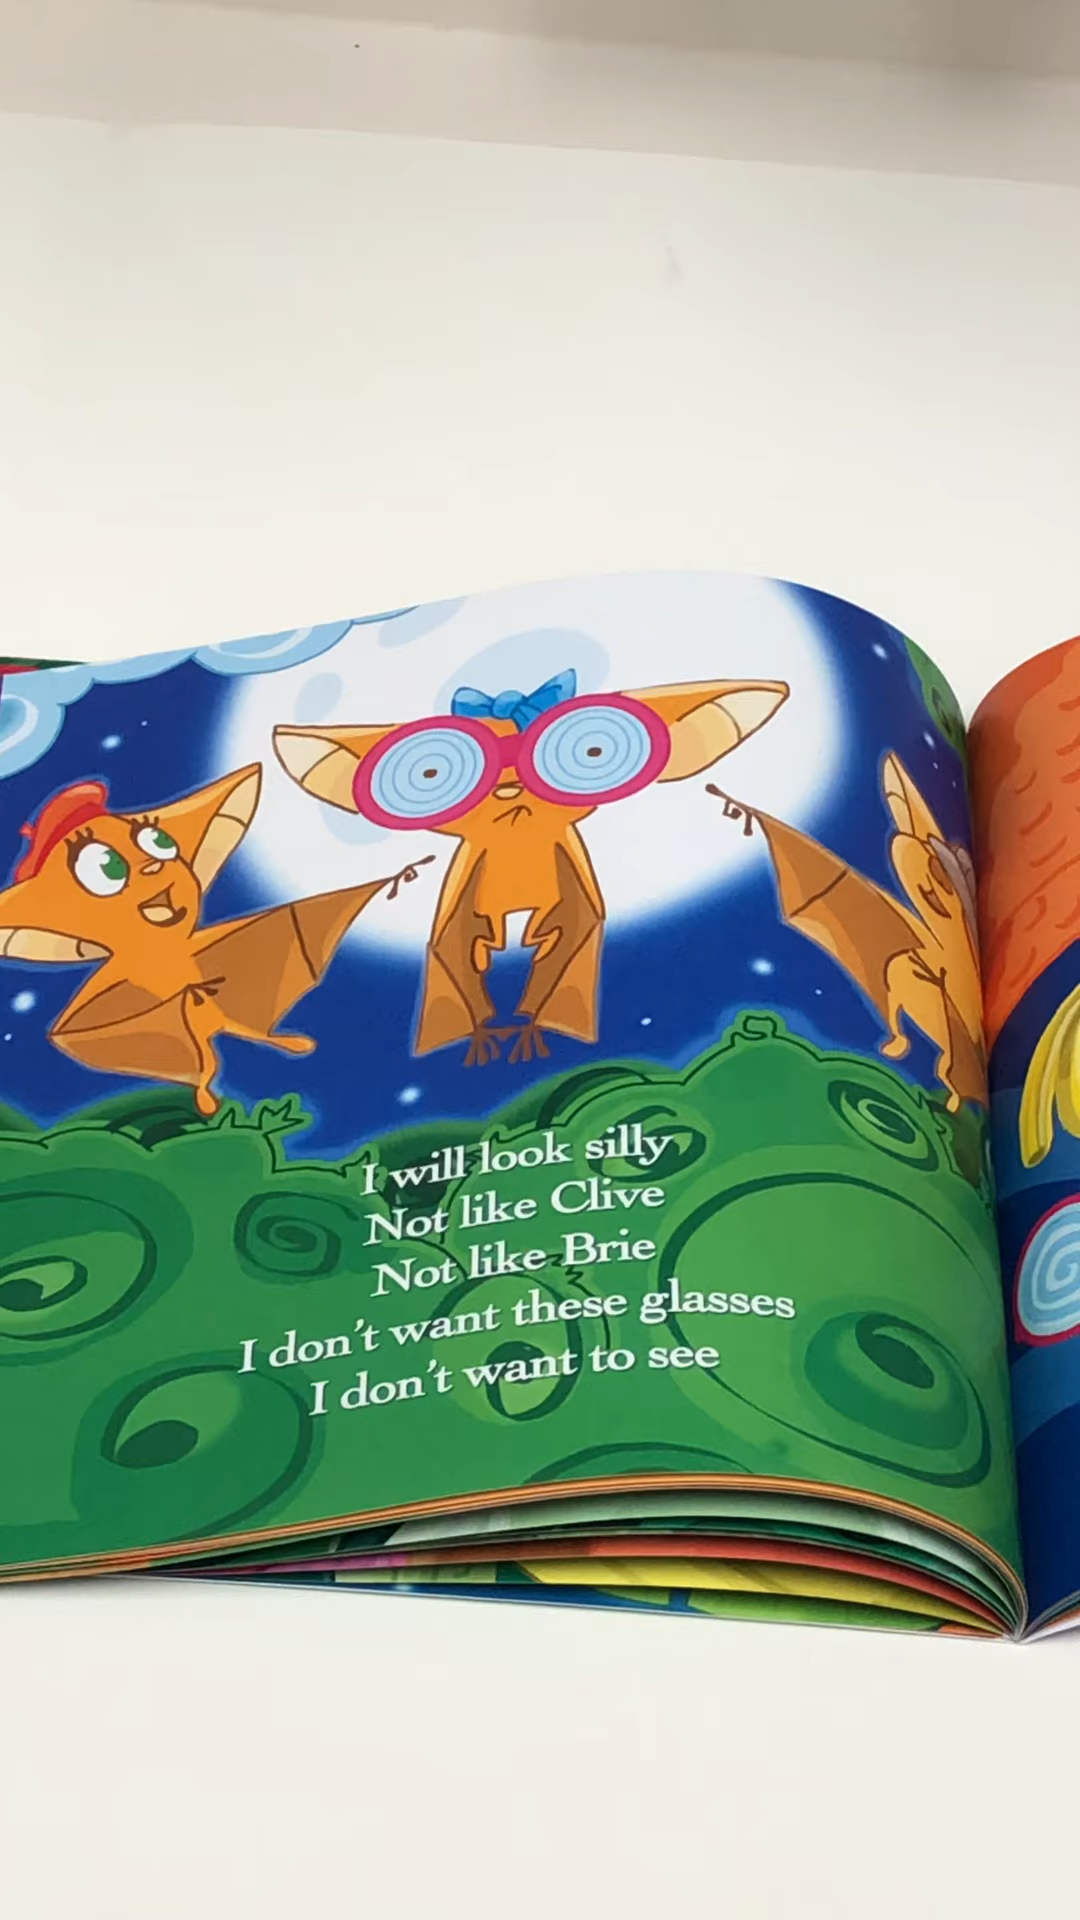 I will look silly
Not like Clive
Not like Brie
I don't want these glasses
I don't want to see